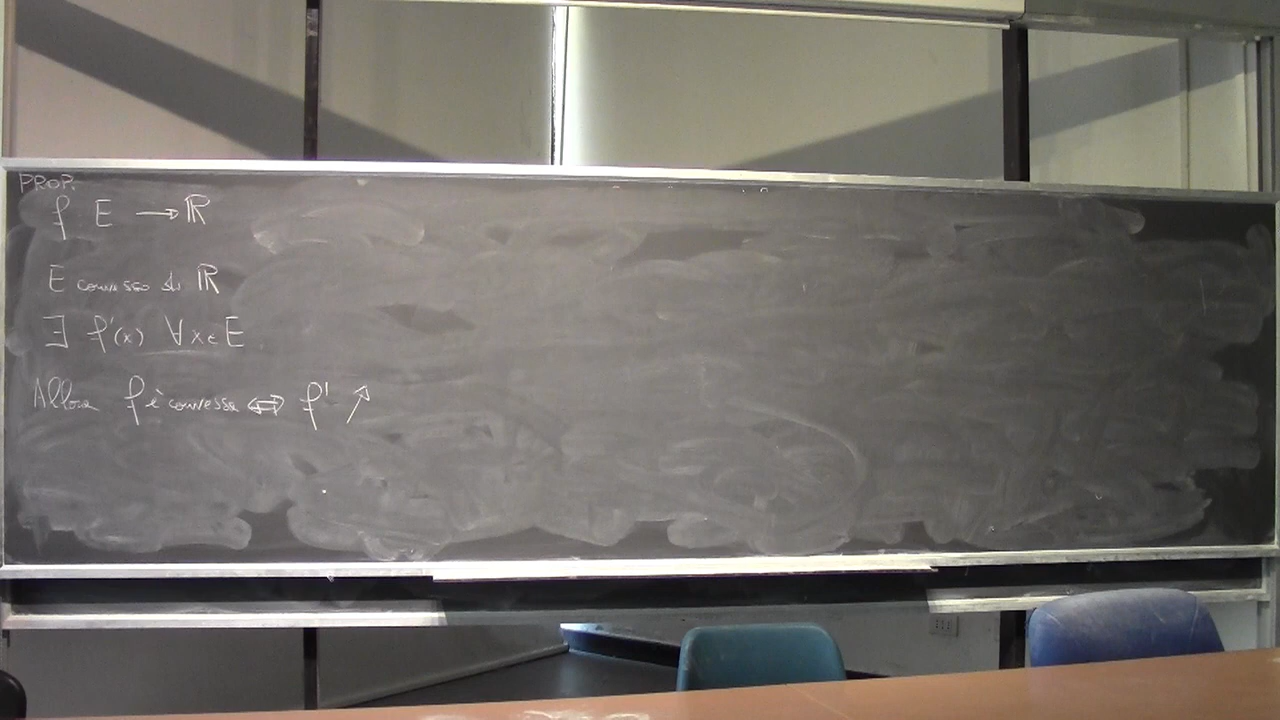 PROP.
f E → ℝ
E convesso di ℝ
∃ f'(x) ∀ x ∈ E
Allora f è convessa ⇔ f' ↗